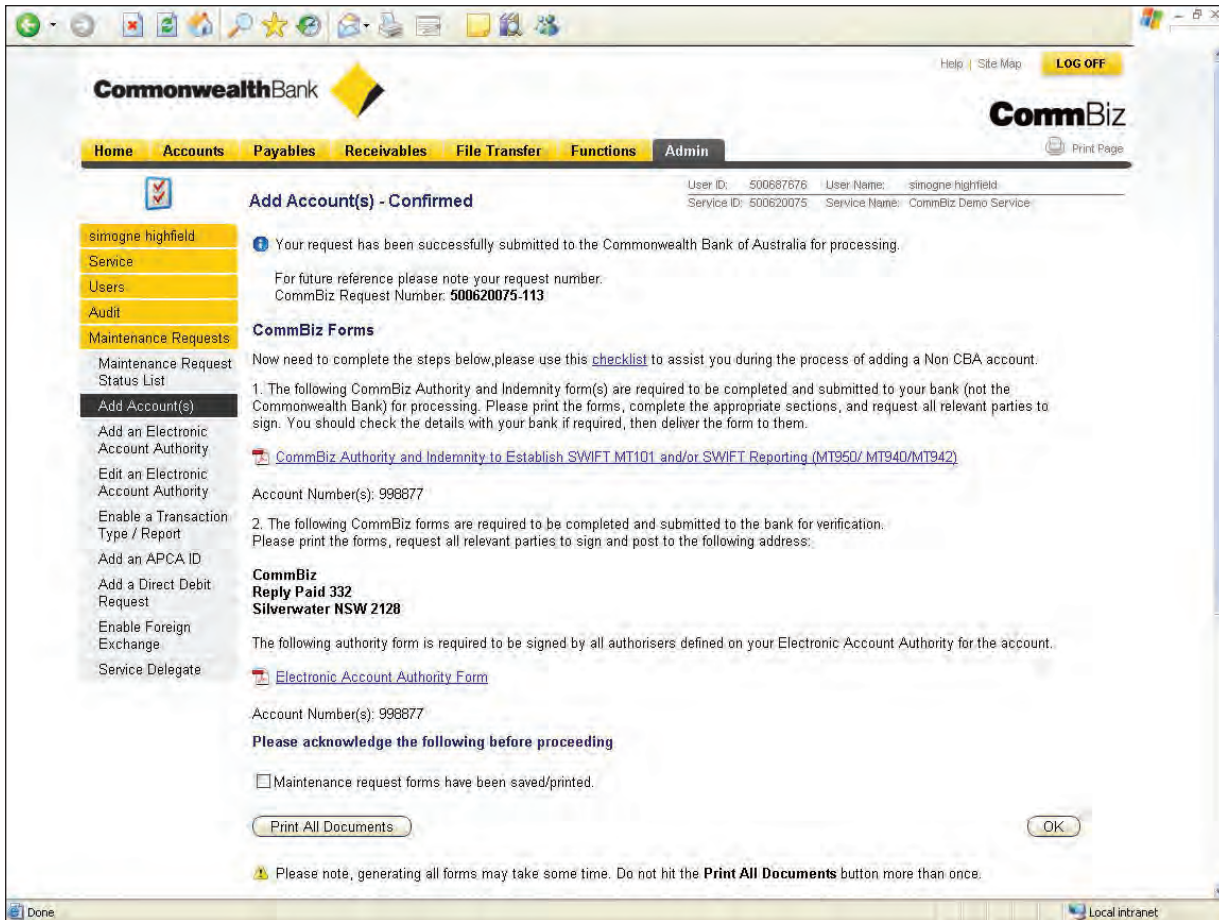 Help | Site Map LOG OFF
CommonwealthBank
CommBiz
Home Accounts Payables Receivables File Transfer Functions Admin
Print Page
User ID: 500687676 User Name: simogne highfield
Service ID: 500620075 Service Name: CommBiz Demo Service
Add Account(s) - Confirmed
simogne highfield
Service
Users
Audit
Maintenance Requests
Maintenance Request
Status List
Add Account(s)
Add an Electronic
Account Authority
Edit an Electronic
Account Authority
Enable a Transaction
Type / Report
Add an APCA ID
Add a Direct Debit
Request
Enable Foreign
Exchange
Service Delegate
Your request has been successfully submitted to the Commonwealth Bank of Australia for processing.
For future reference please note your request number.
CommBiz Request Number: 500620075-113
CommBiz Forms
Now need to complete the steps below,please use this checklist to assist you during the process of adding a Non CBA account.
1. The following CommBiz Authority and Indemnity form(s) are required to be completed and submitted to your bank (not the
Commonwealth Bank) for processing. Please print the forms, complete the appropriate sections, and request all relevant parties to
sign. You should check the details with your bank if required, then deliver the form to them.
CommBiz Authority and Indemnity to Establish SWIFT MT101 and/or SWIFT Reporting (MT950/ MT940/MT942)
Account Number(s): 998877
2. The following CommBiz forms are required to be completed and submitted to the bank for verification.
Please print the forms, request all relevant parties to sign and post to the following address:
CommBiz
Reply Paid 332
Silverwater NSW 2128
The following authority form is required to be signed by all authorisers defined on your Electronic Account Authority for the account.
Electronic Account Authority Form
Account Number(s): 998877
Please acknowledge the following before proceeding
Maintenance request forms have been saved/printed.
Print All Documents OK
Please note, generating all forms may take some time. Do not hit the Print All Documents button more than once.
Done Local intranet